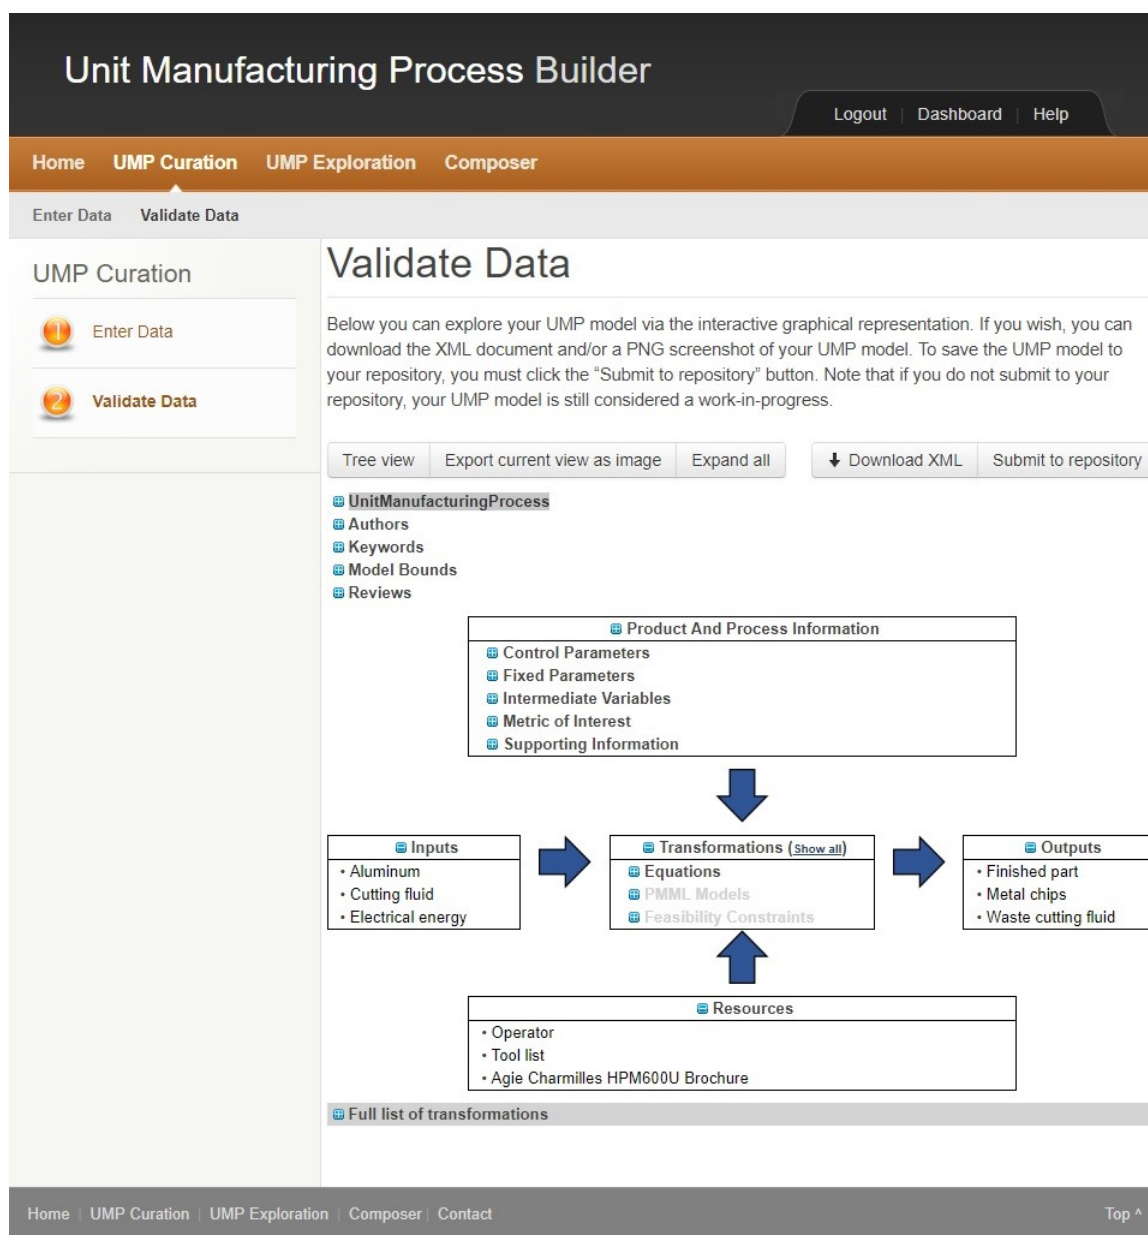 Unit Manufacturing Process Builder
Logout | Dashboard | Help
Home UMP Curation UMP Exploration Composer
Enter Data Validate Data
UMP Curation
1 Enter Data
2 Validate Data
Validate Data
Below you can explore your UMP model via the interactive graphical representation. If you wish, you can
download the XML document and/or a PNG screenshot of your UMP model. To save the UMP model to
your repository, you must click the “Submit to repository” button. Note that if you do not submit to your
repository, your UMP model is still considered a work-in-progress.
Tree view Export current view as image Expand all Download XML Submit to repository
UnitManufacturingProcess
Authors
Keywords
Model Bounds
Reviews
Product And Process Information
Control Parameters
Fixed Parameters
Intermediate Variables
Metric of Interest
Supporting Information
Inputs
• Aluminum
• Cutting fluid
• Electrical energy
Transformations (Show all)
Equations
PMML Models
Feasibility Constraints
Outputs
• Finished part
• Metal chips
• Waste cutting fluid
Resources
• Operator
• Tool list
• Agie Charmilles HPM600U Brochure
Full list of transformations
Home | UMP Curation | UMP Exploration | Composer | Contact
Top ^